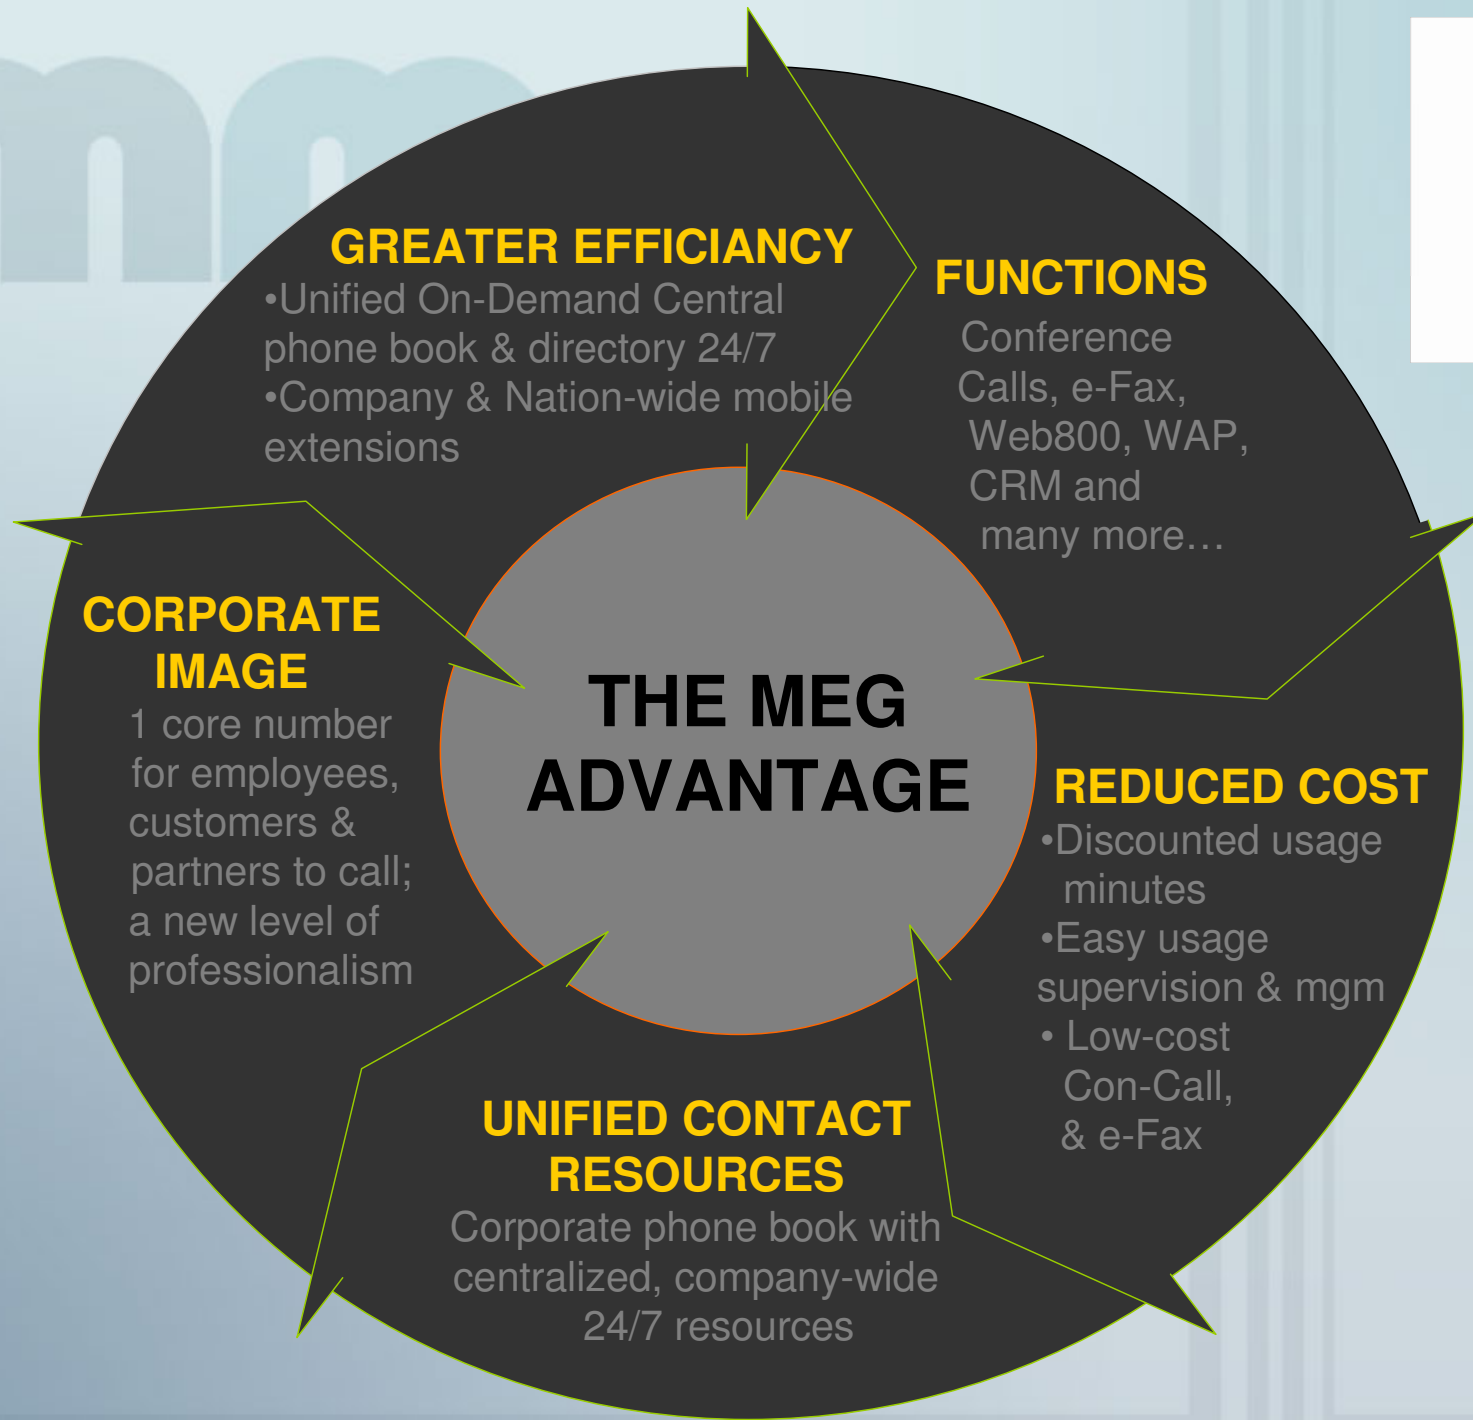 GREATER EFFICIANCY
•Unified On-Demand Central
phone book & directory 24/7
•Company & Nation-wide mobile
extensions
FUNCTIONS
Conference
Calls, e-Fax,
Web800, WAP,
CRM and
many more…
CORPORATE
IMAGE
1 core number
for employees,
customers &
partners to call;
a new level of
professionalism
THE MEG
ADVANTAGE
REDUCED COST
•Discounted usage
minutes
•Easy usage
supervision & mgm
• Low-cost
Con-Call,
& e-Fax
UNIFIED CONTACT
RESOURCES
Corporate phone book with
centralized, company-wide
24/7 resources